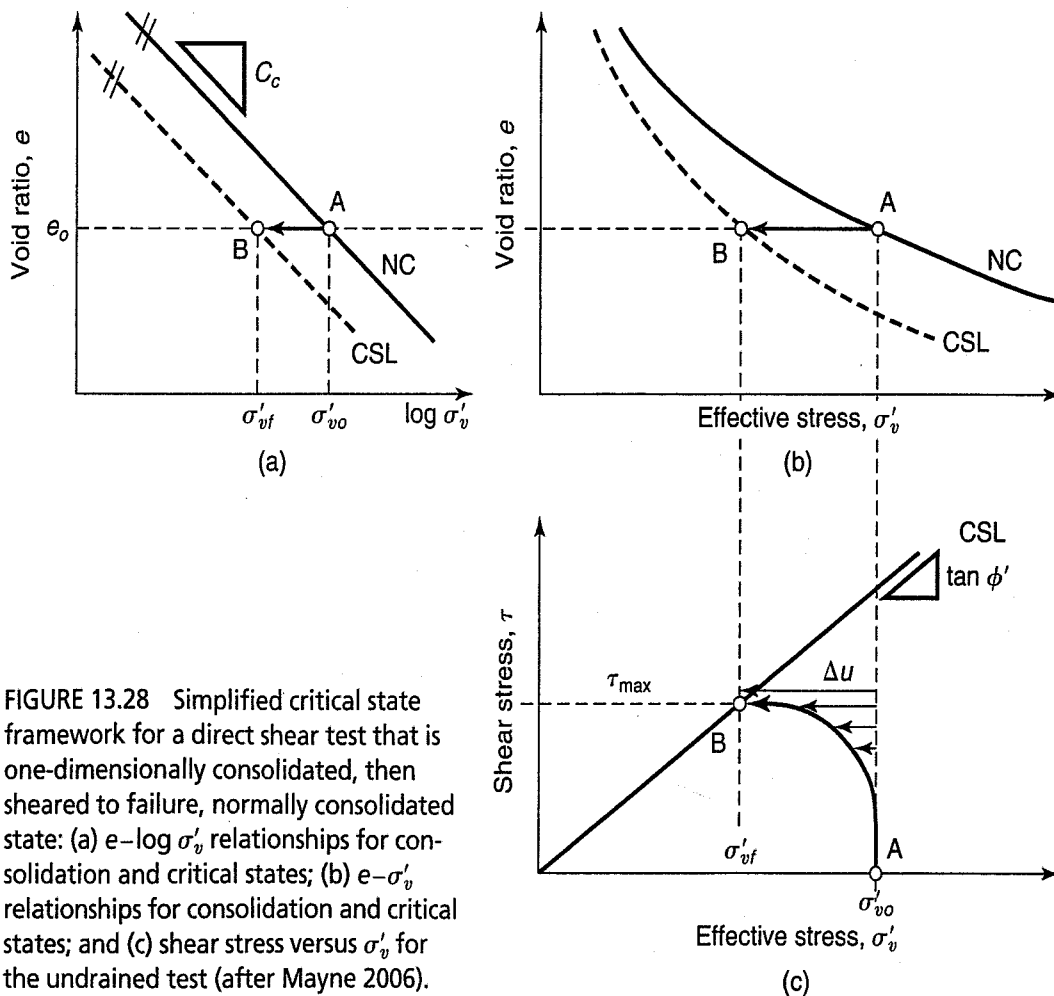 Void ratio, e
C_c
e_o
A
B
NC
CSL
σ'_vf
σ'_vo
log σ'_v
(a)
Void ratio, e
A
B
NC
CSL
Effective stress, σ'_v
(b)
Shear stress, τ
CSL
tan ϕ'
τ_max
Δu
B
A
σ'_vf
σ'_vo
Effective stress, σ'_v
(c)
FIGURE 13.28 Simplified critical state
framework for a direct shear test that is
one-dimensionally consolidated, then
sheared to failure, normally consolidated
state: (a) e–log σ'_v relationships for con-
solidation and critical states; (b) e–σ'_v
relationships for consolidation and critical
states; and (c) shear stress versus σ'_v for
the undrained test (after Mayne 2006).